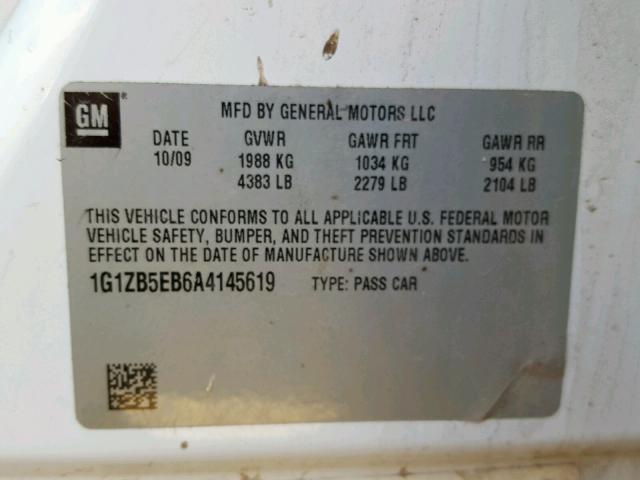 GM
MFD BY GENERAL MOTORS LLC
DATE GVWR GAWR FRT GAWR RR
10/09 1988 KG 1034 KG 954 KG
4383 LB 2279 LB 2104 LB
THIS VEHICLE CONFORMS TO ALL APPLICABLE U.S. FEDERAL MOTOR
VEHICLE SAFETY, BUMPER, AND THEFT PREVENTION STANDARDS IN
EFFECT ON THE DATE OF MANUFACTURE SHOWN ABOVE.
1G1ZB5EB6A4145619 TYPE: PASS CAR